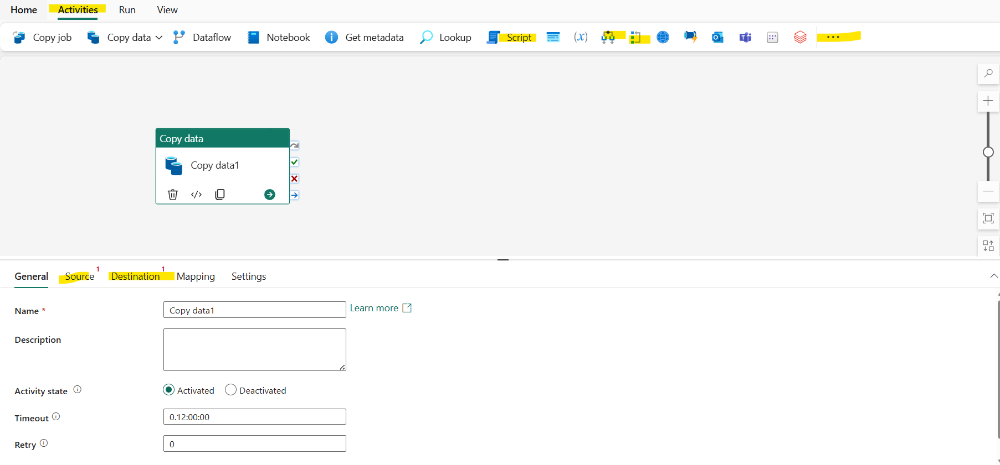 Home Activities Run View
Copy job Copy data Dataflow Notebook Get metadata Lookup Script (x) ...
Copy data
Copy data1
General Source 1 Destination 1 Mapping Settings
Name * Copy data1 Learn more
Description
Activity state Activated Deactivated
Timeout 0.12:00:00
Retry 0